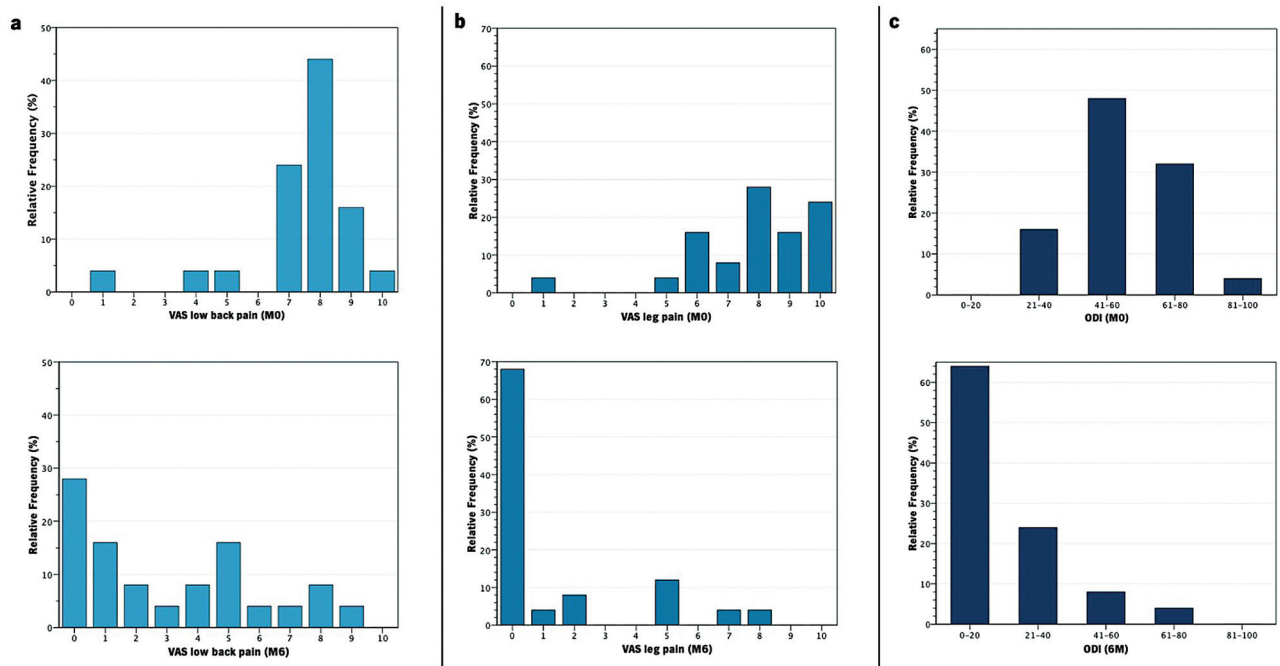 a
50
40
30
20
10
0
Relative Frequency (%)
0 1 2 3 4 5 6 7 8 9 10
VAS low back pain (M0)
50
40
30
20
10
0
Relative Frequency (%)
0 1 2 3 4 5 6 7 8 9 10
VAS low back pain (M6)
b
70
60
50
40
30
20
10
0
Relative Frequency (%)
0 1 2 3 4 5 6 7 8 9 10
VAS leg pain (M0)
70
60
50
40
30
20
10
0
Relative Frequency (%)
0 1 2 3 4 5 6 7 8 9 10
VAS leg pain (M6)
c
60
50
40
30
20
10
0
Relative Frequency (%)
0-20 21-40 41-60 61-80 81-100
ODI (M0)
60
50
40
30
20
10
0
Relative Frequency (%)
0-20 21-40 41-60 61-80 81-100
ODI (6M)